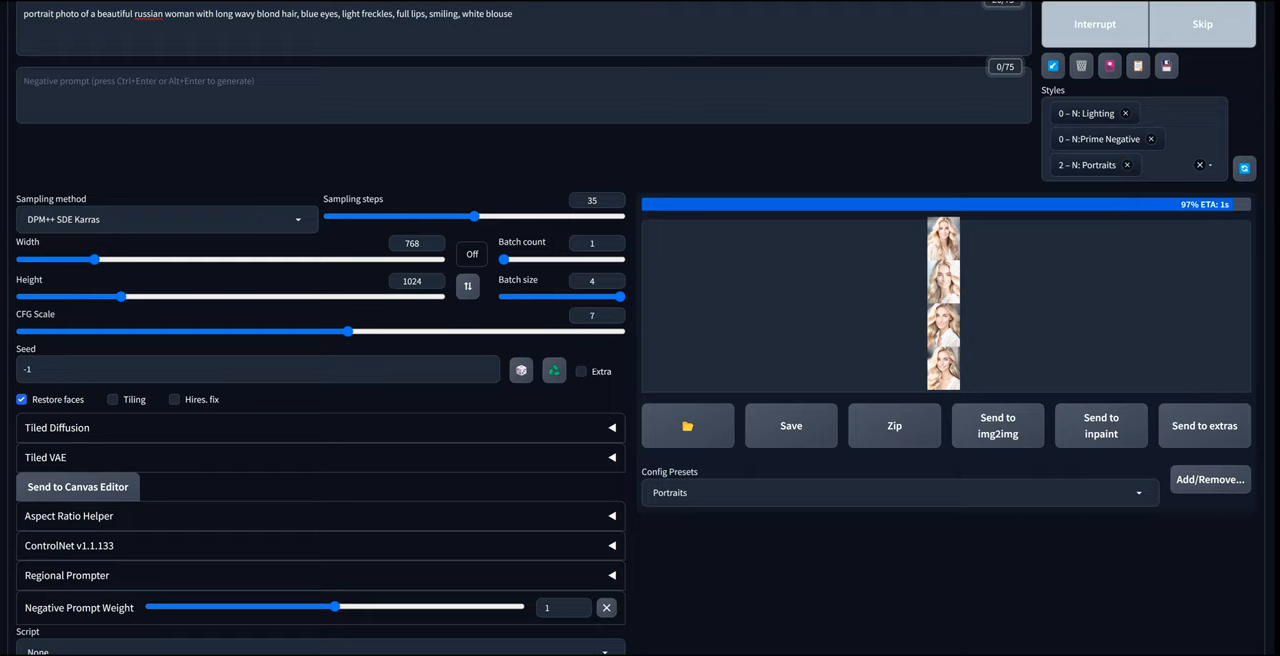 portrait photo of a beautiful russian woman with long wavy blond hair, blue eyes, light freckles, full lips, smiling, white blouse
Interrupt
Skip
Negative prompt (press Ctrl+Enter or Alt+Enter to generate)
0/75
Styles
0 – N: Lighting
0 – N:Prime Negative
2 – N: Portraits
Sampling method
Sampling steps
35
DPM++ SDE Karras
97% ETA: 1s
Width
768
Off
Batch count
1
Height
1024
Batch size
4
CFG Scale
7
Seed
-1
Extra
Restore faces
Tiling
Hires. fix
Tiled Diffusion
Save
Zip
Send to img2img
Send to inpaint
Send to extras
Tiled VAE
Send to Canvas Editor
Config Presets
Portraits
Add/Remove...
Aspect Ratio Helper
ControlNet v1.1.133
Regional Prompter
Negative Prompt Weight
1
Script
None